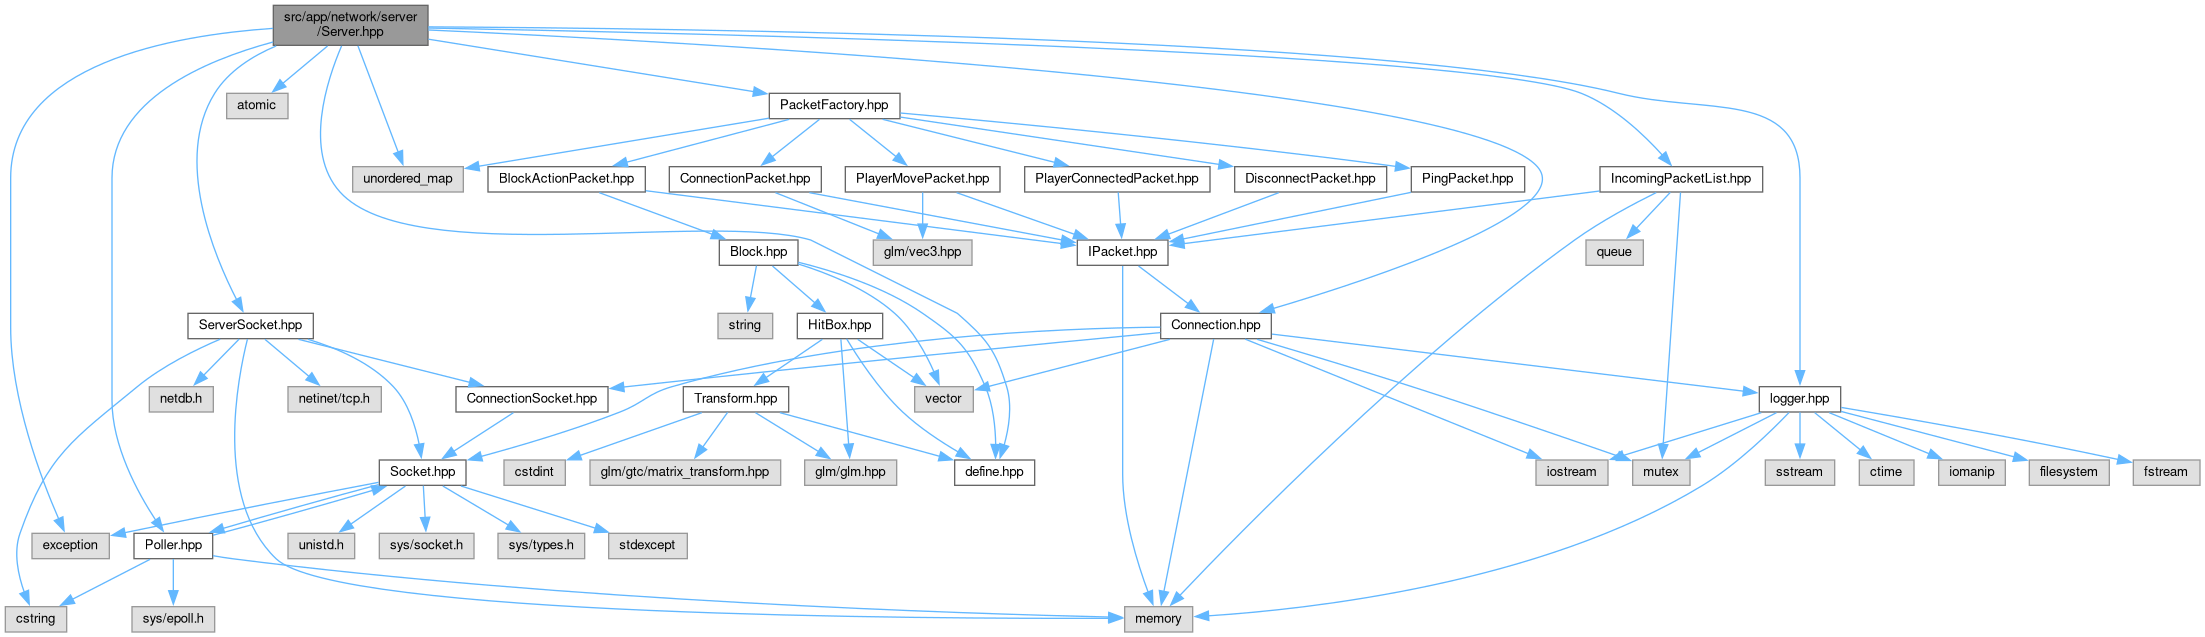 src/app/network/server
/Server.hpp
atomic
PacketFactory.hpp
unordered_map
BlockActionPacket.hpp
ConnectionPacket.hpp
PlayerMovePacket.hpp
PlayerConnectedPacket.hpp
DisconnectPacket.hpp
PingPacket.hpp
IncomingPacketList.hpp
Block.hpp
glm/vec3.hpp
IPacket.hpp
queue
ServerSocket.hpp
string
HitBox.hpp
Connection.hpp
netdb.h
netinet/tcp.h
ConnectionSocket.hpp
Transform.hpp
vector
logger.hpp
Socket.hpp
cstdint
glm/gtc/matrix_transform.hpp
glm/glm.hpp
define.hpp
iostream
mutex
sstream
ctime
iomanip
filesystem
fstream
exception
Poller.hpp
unistd.h
sys/socket.h
sys/types.h
stdexcept
cstring
sys/epoll.h
memory